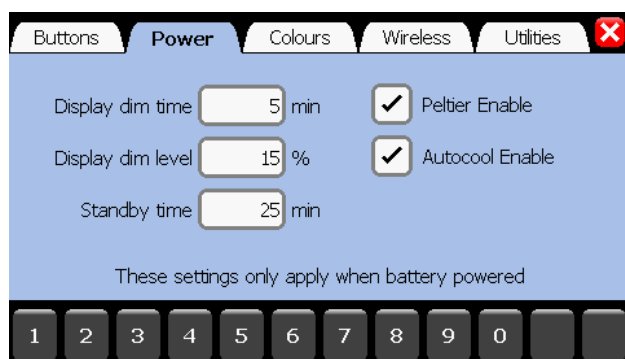 Buttons Power Colours Wireless Utilities
Display dim time 5 min Peltier Enable
Display dim level 15 % Autocool Enable
Standby time 25 min
These settings only apply when battery powered
1 2 3 4 5 6 7 8 9 0